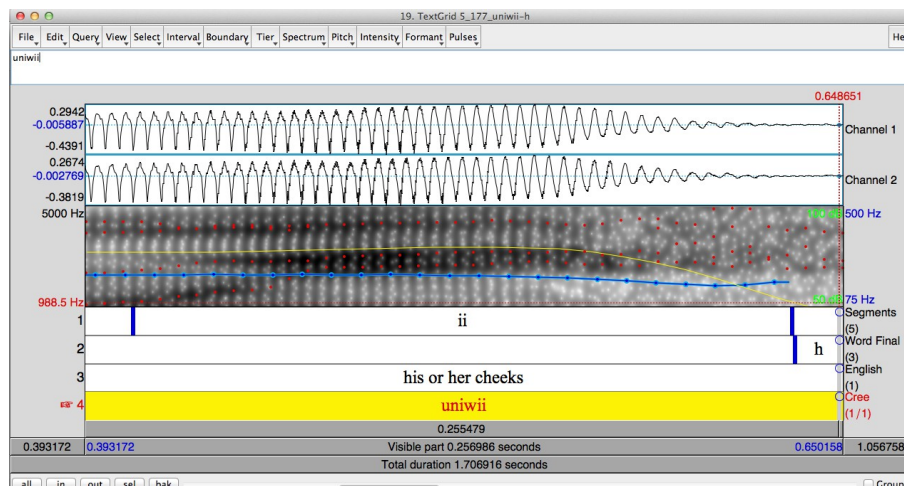 19. TextGrid 5_177_uniwii-h
File Edit Query View Select Interval Boundary Tier Spectrum Pitch Intensity Formant Pulses He
uniwii
0.648651
0.2942
-0.005887
-0.4391
Channel 1
0.2674
-0.002769
-0.3819
Channel 2
5000 Hz
500 Hz
988.5 Hz
75 Hz
1 ii Segments (5)
2 h Word Final (3)
3 his or her cheeks English (1)
4 uniwii Cree (1/1)
0.255479
0.393172 0.393172 Visible part 0.256986 seconds 0.650158 1.056758
Total duration 1.706916 seconds
all in out sel bak Group